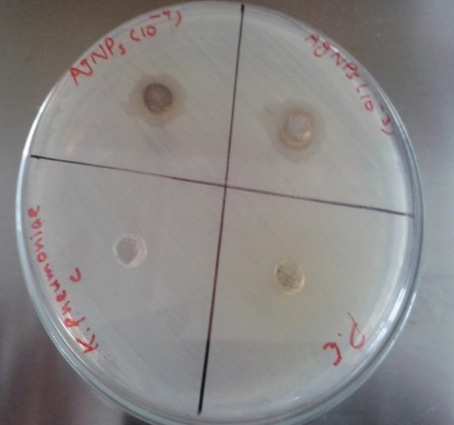 AgNPs (10⁻⁴)
AgNPs (10⁻³)
K. Pneumoniae
C
P.E